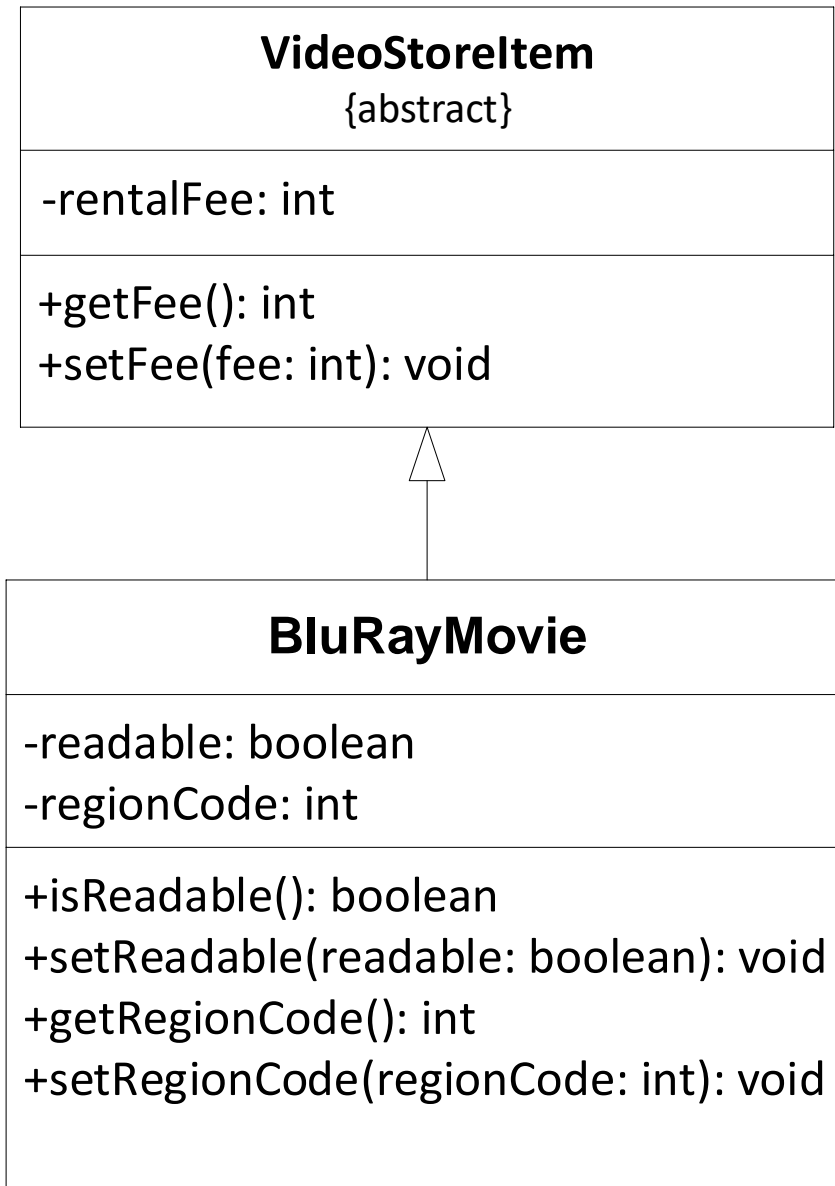 VideoStoreItem
{abstract}
-rentalFee: int
+getFee(): int
+setFee(fee: int): void
BluRayMovie
-readable: boolean
-regionCode: int
+isReadable(): boolean
+setReadable(readable: boolean): void
+getRegionCode(): int
+setRegionCode(regionCode: int): void